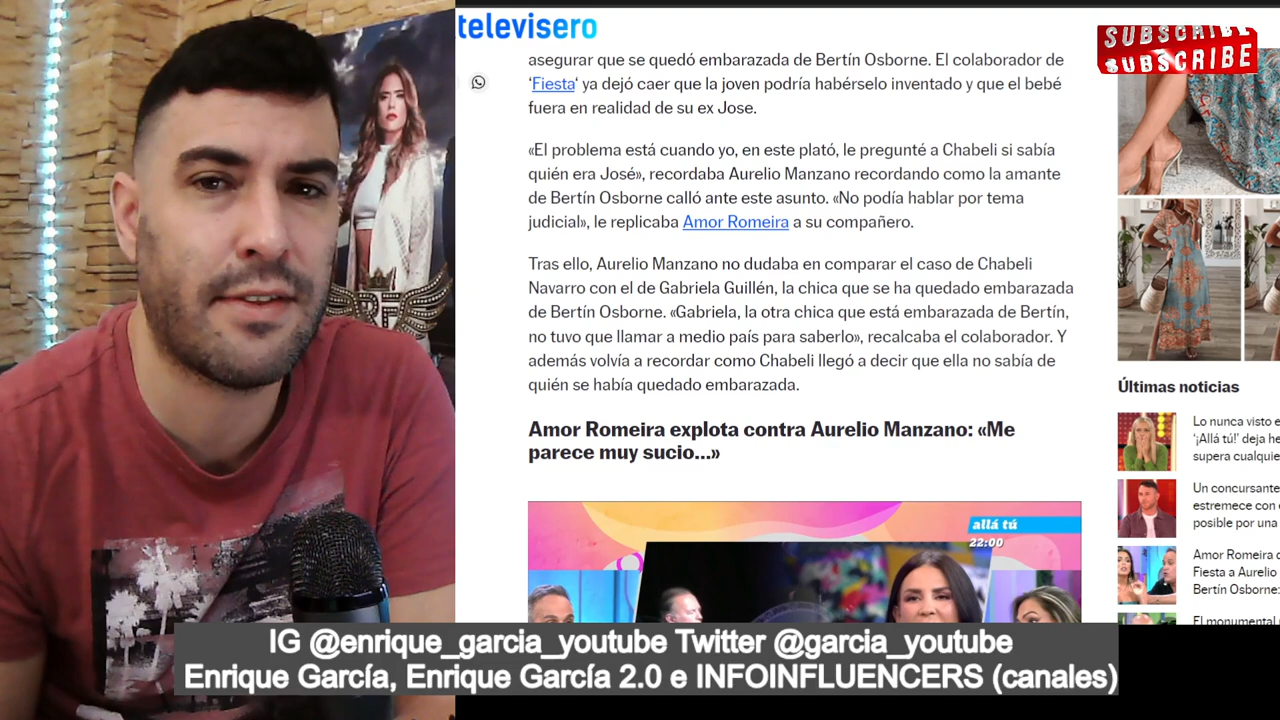 televisero
SUBSCRIBE
SUBSCRIBE
asegurar que se quedó embarazada de Bertín Osborne. El colaborador de
‘Fiesta‘ ya dejó caer que la joven podría habérselo inventado y que el bebé
fuera en realidad de su ex Jose.
«El problema está cuando yo, en este plató, le pregunté a Chabeli si sabía
quién era José», recordaba Aurelio Manzano recordando como la amante
de Bertín Osborne calló ante este asunto. «No podía hablar por tema
judicial», le replicaba Amor Romeira a su compañero.
Tras ello, Aurelio Manzano no dudaba en comparar el caso de Chabeli
Navarro con el de Gabriela Guillén, la chica que se ha quedado embarazada
de Bertín Osborne. «Gabriela, la otra chica que está embarazada de Bertín,
no tuvo que llamar a medio país para saberlo», recalcaba el colaborador. Y
además volvía a recordar como Chabeli llegó a decir que ella no sabía de
quién se había quedado embarazada.
Amor Romeira explota contra Aurelio Manzano: «Me
parece muy sucio...»
allá tú
22:00
Últimas noticias
Lo nunca visto e
‘¡Allá tú!’ deja he
supera cualquie
Un concursante
estremece con
posible por una
Amor Romeira
Fiesta a Aurelio
Bertín Osborne:
El monumental
IG @enrique_garcia_youtube Twitter @garcia_youtube
Enrique García, Enrique García 2.0 e INFOINFLUENCERS (canales)